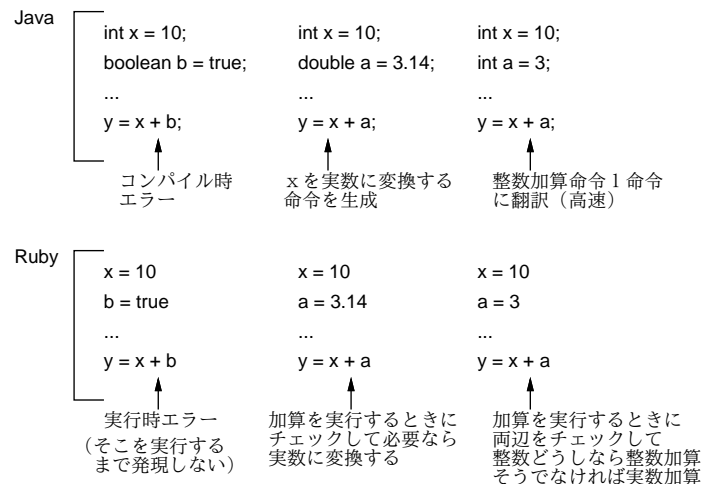 Java
int x = 10;
boolean b = true;
...
y = x + b;
コンパイル時
エラー
int x = 10;
double a = 3.14;
...
y = x + a;
xを実数に変換する
命令を生成
int x = 10;
int a = 3;
...
y = x + a;
整数加算命令1命令
に翻訳（高速）
Ruby
x = 10
b = true
...
y = x + b
実行時エラー
（そこを実行する
まで発現しない）
x = 10
a = 3.14
...
y = x + a
加算を実行するときに
チェックして必要なら
実数に変換する
x = 10
a = 3
...
y = x + a
加算を実行するときに
両辺をチェックして
整数どうしなら整数加算
そうでなければ実数加算